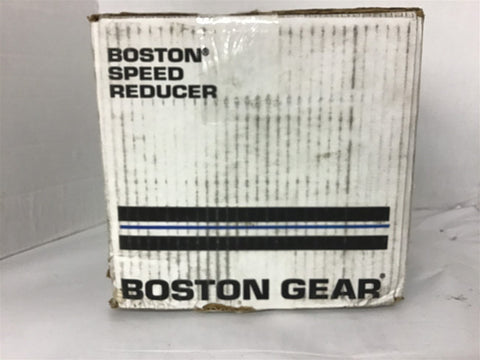 BOSTON®
SPEED
REDUCER
BOSTON GEAR®